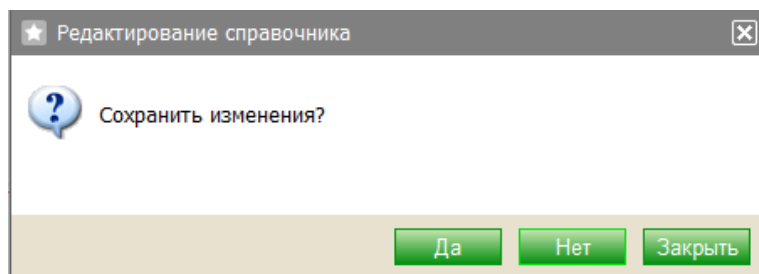 Редактирование справочника
Сохранить изменения?
Да Нет Закрыть